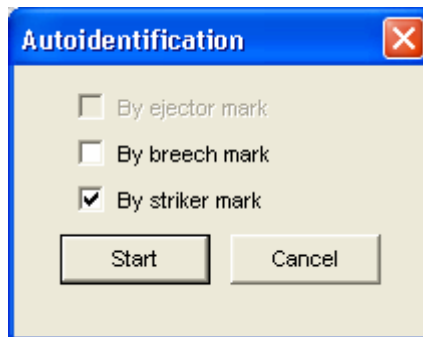 Autoidentification
By ejector mark
By breech mark
By striker mark
Start Cancel